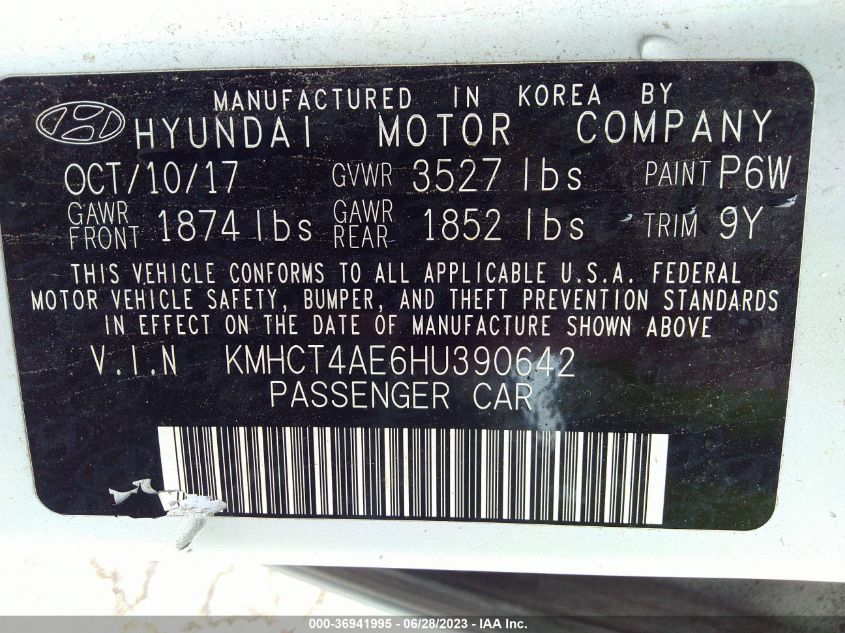 MANUFACTURED IN KOREA BY
HYUNDAI MOTOR COMPANY
OCT/10/17 GVWR 3527 lbs PAINT P6W
GAWR FRONT 1874 lbs GAWR REAR 1852 lbs TRIM 9Y
THIS VEHICLE CONFORMS TO ALL APPLICABLE U.S.A. FEDERAL
MOTOR VEHICLE SAFETY, BUMPER, AND THEFT PREVENTION STANDARDS
IN EFFECT ON THE DATE OF MANUFACTURE SHOWN ABOVE
V.I.N KMHCT4AE6HU390642
PASSENGER CAR
000-36941995 - 06/28/2023 - IAA Inc.